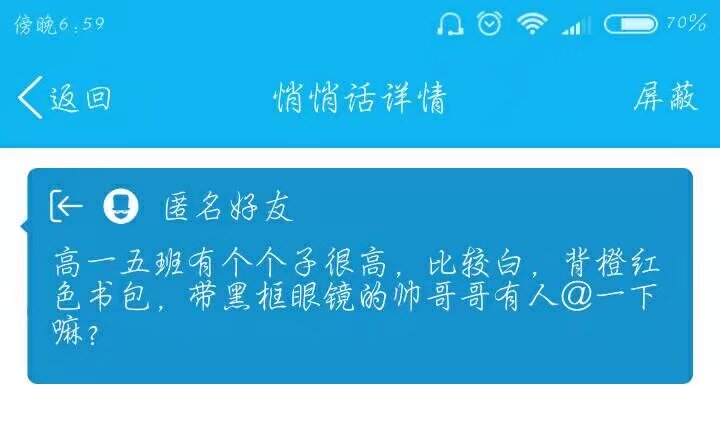 傍晚6:59
70%
返回
悄悄话详情
屏蔽
匿名好友
高一五班有个个子很高，比较白，背橙红
色书包，带黑框眼镜的帅哥哥有人@一下
嘛？